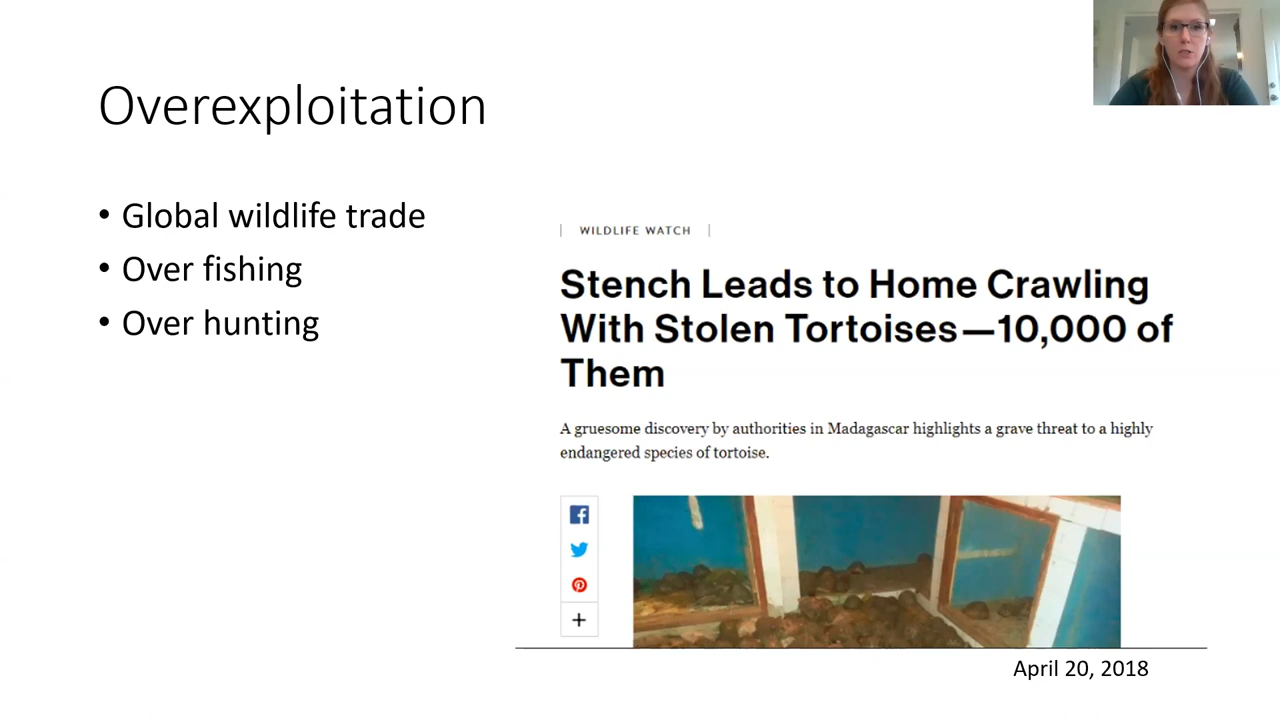 Overexploitation
• Global wildlife trade
• Over fishing
• Over hunting
WILDLIFE WATCH
Stench Leads to Home Crawling
With Stolen Tortoises—10,000 of
Them
A gruesome discovery by authorities in Madagascar highlights a grave threat to a highly
endangered species of tortoise.
April 20, 2018